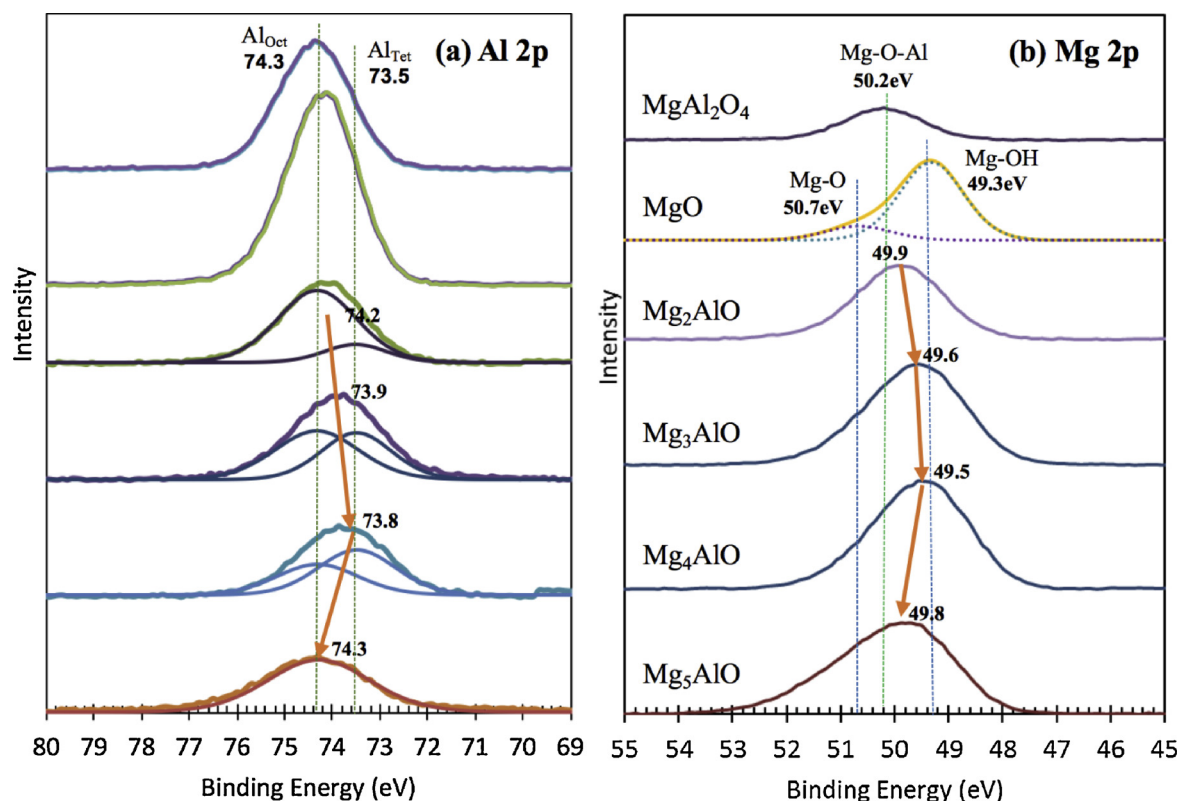 (a) Al 2p
Al_Oct
74.3
Al_Tet
73.5
74.2
73.9
73.8
74.3
Intensity
80 79 78 77 76 75 74 73 72 71 70 69
Binding Energy (eV)
(b) Mg 2p
Mg-O-Al
50.2eV
MgAl₂O₄
Mg-OH
49.3eV
Mg-O
50.7eV
MgO
49.9
Mg₂AlO
49.6
Mg₃AlO
49.5
Mg₄AlO
49.8
Mg₅AlO
Intensity
55 54 53 52 51 50 49 48 47 46 45
Binding Energy (eV)